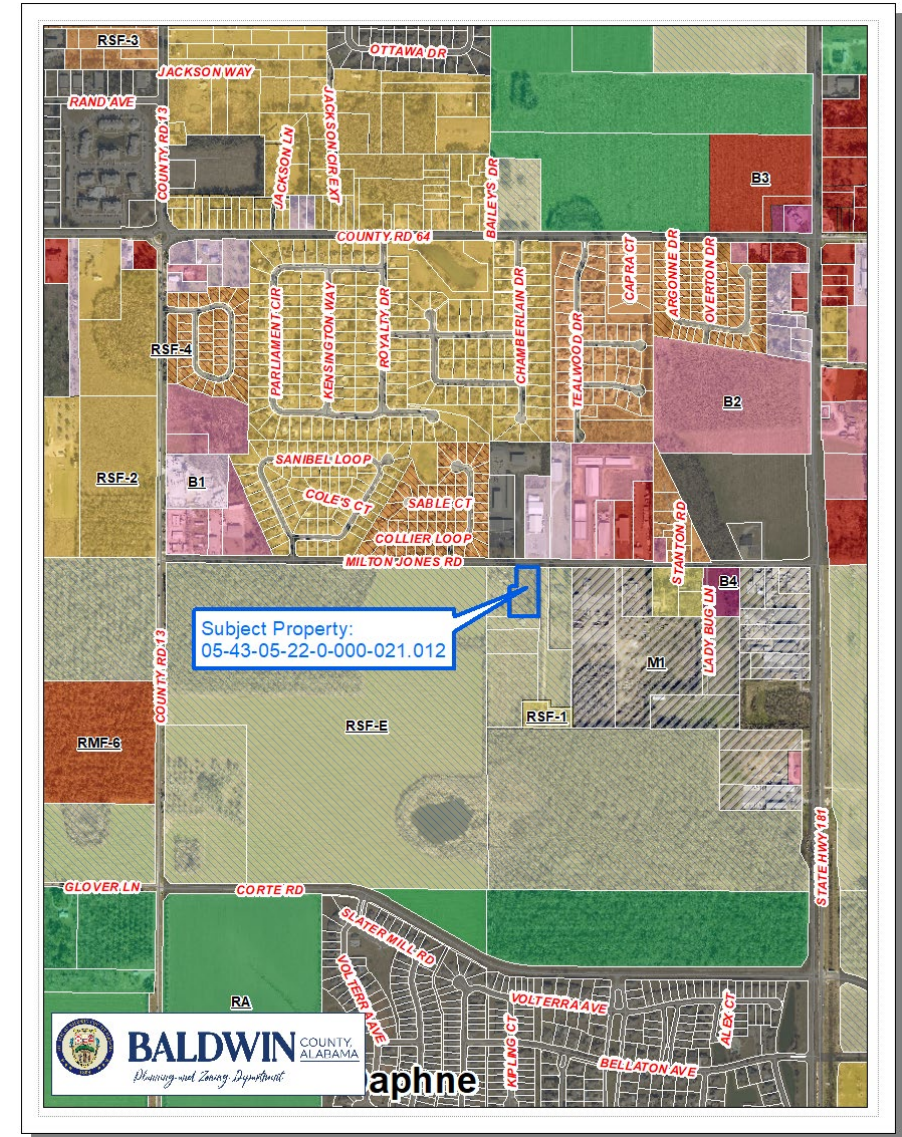 RSF-3
OTTAWA DR
JACKSON WAY
RAND AVE
COUNTY RD 13
JACKSON LN
JACKSON CIR EXT
BAILEYS DR
B3
COUNTY RD 64
PARLIAMENT CIR
KENSINGTON WAY
ROYALTY DR
CHAMBERLAIN DR
TEALWOOD DR
CAPRA CT
ARGONNE DR
OVERTON DR
RSF-4
B2
RSF-2
B1
SANIBEL LOOP
COLE'S CT
SABLE CT
COLLIER LOOP
STANTON RD
MILTON JONES RD
B4
LADY BUG LN
Subject Property:
05-43-05-22-0-000-021.012
M1
COUNTY RD 13
RSF-E
RSF-1
RMF-6
STATE HWY 181
GLOVER LN
CORTE RD
SLATER MILL RD
VOLTERRA AVE
VOLTERRA AVE
RA
ALEX CT
KIPLING CT
BELLATON AVE
BALDWIN COUNTY, ALABAMA
Planning and Zoning Department
aphne